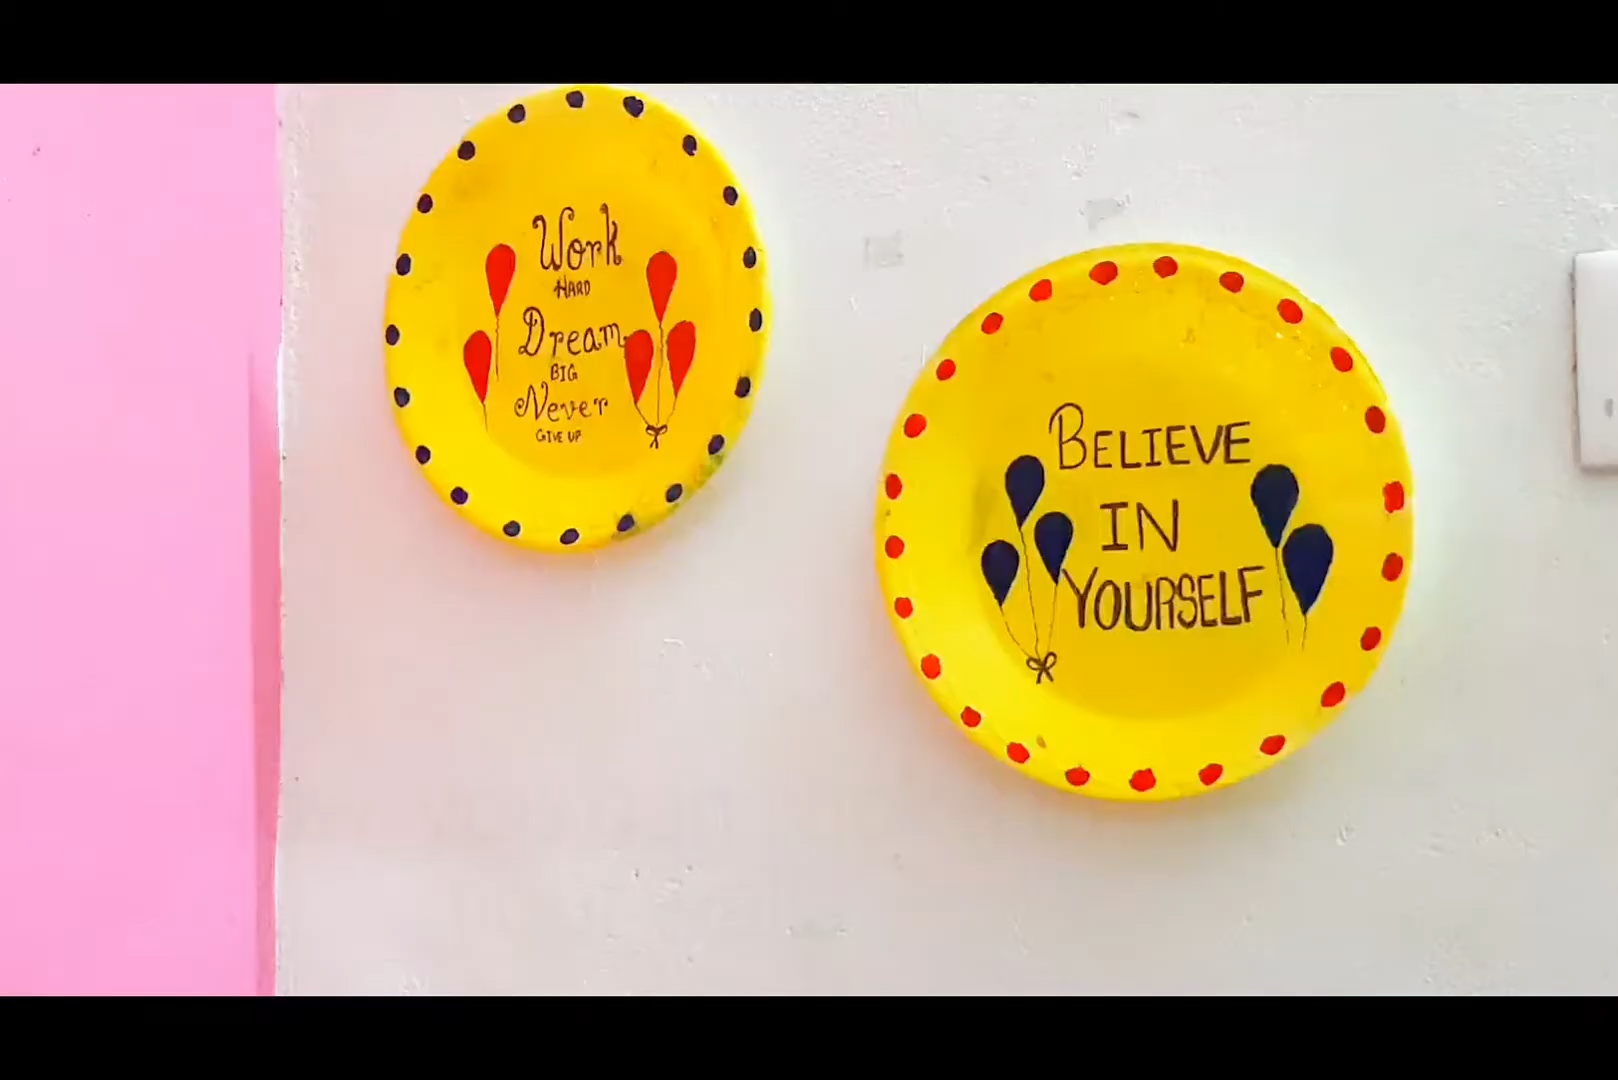 Work
HARD
Dream
BIG
Never
GIVE UP
BELIEVE
IN
YOURSELF